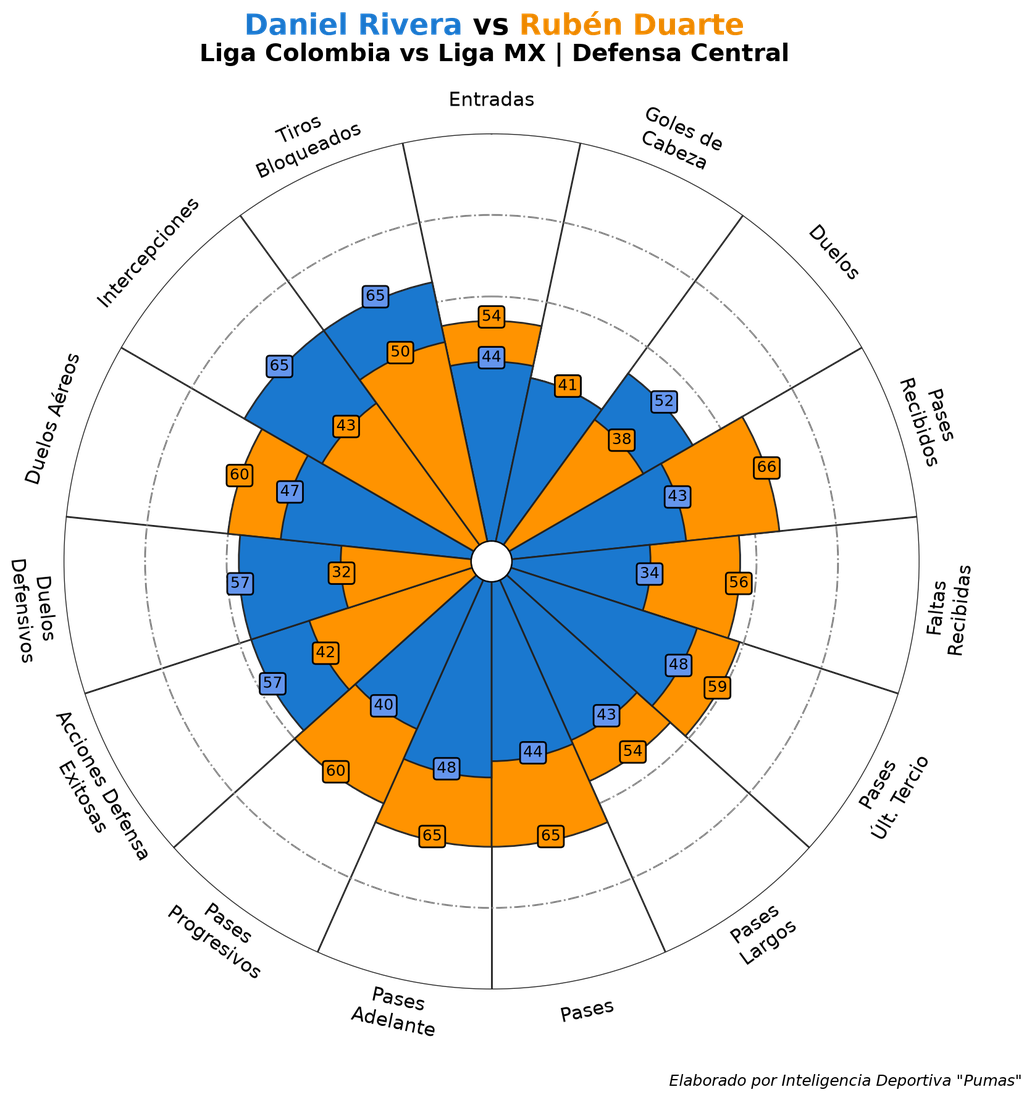 Daniel Rivera vs Rubén Duarte
Liga Colombia vs Liga MX | Defensa Central
Entradas
54
44
Goles de
Cabeza
41
Duelos
52
38
Pases
Recibidos
66
43
Faltas
Recibidas
34
56
Pases
Últ. Tercio
48
59
Pases
Largos
43
54
Pases
44
65
Pases
Adelante
48
65
Pases
Progresivos
40
60
Acciones Defensa
Exitosas
42
57
Duelos
Defensivos
57
32
Duelos Aéreos
60
47
Intercepciones
65
43
Tiros
Bloqueados
65
50
Elaborado por Inteligencia Deportiva "Pumas"